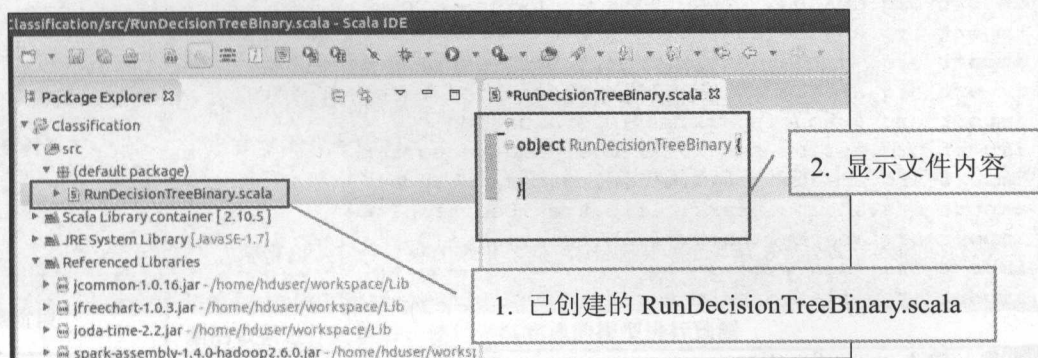 lassification/src/RunDecisionTreeBinary.scala - Scala IDE
Package Explorer
*RunDecisionTreeBinary.scala
Classification
src
(default package)
RunDecisionTreeBinary.scala
Scala Library container [ 2.10.5 ]
JRE System Library [JavaSE-1.7]
Referenced Libraries
jcommon-1.0.16.jar - /home/hduser/workspace/Lib
jfreechart-1.0.3.jar - /home/hduser/workspace/Lib
joda-time-2.2.jar - /home/hduser/workspace/Lib
spark-assembly-1.4.0-hadoop2.6.0.jar - /home/hduser/works
object RunDecisionTreeBinary {
}
2. 显示文件内容
1. 已创建的 RunDecisionTreeBinary.scala